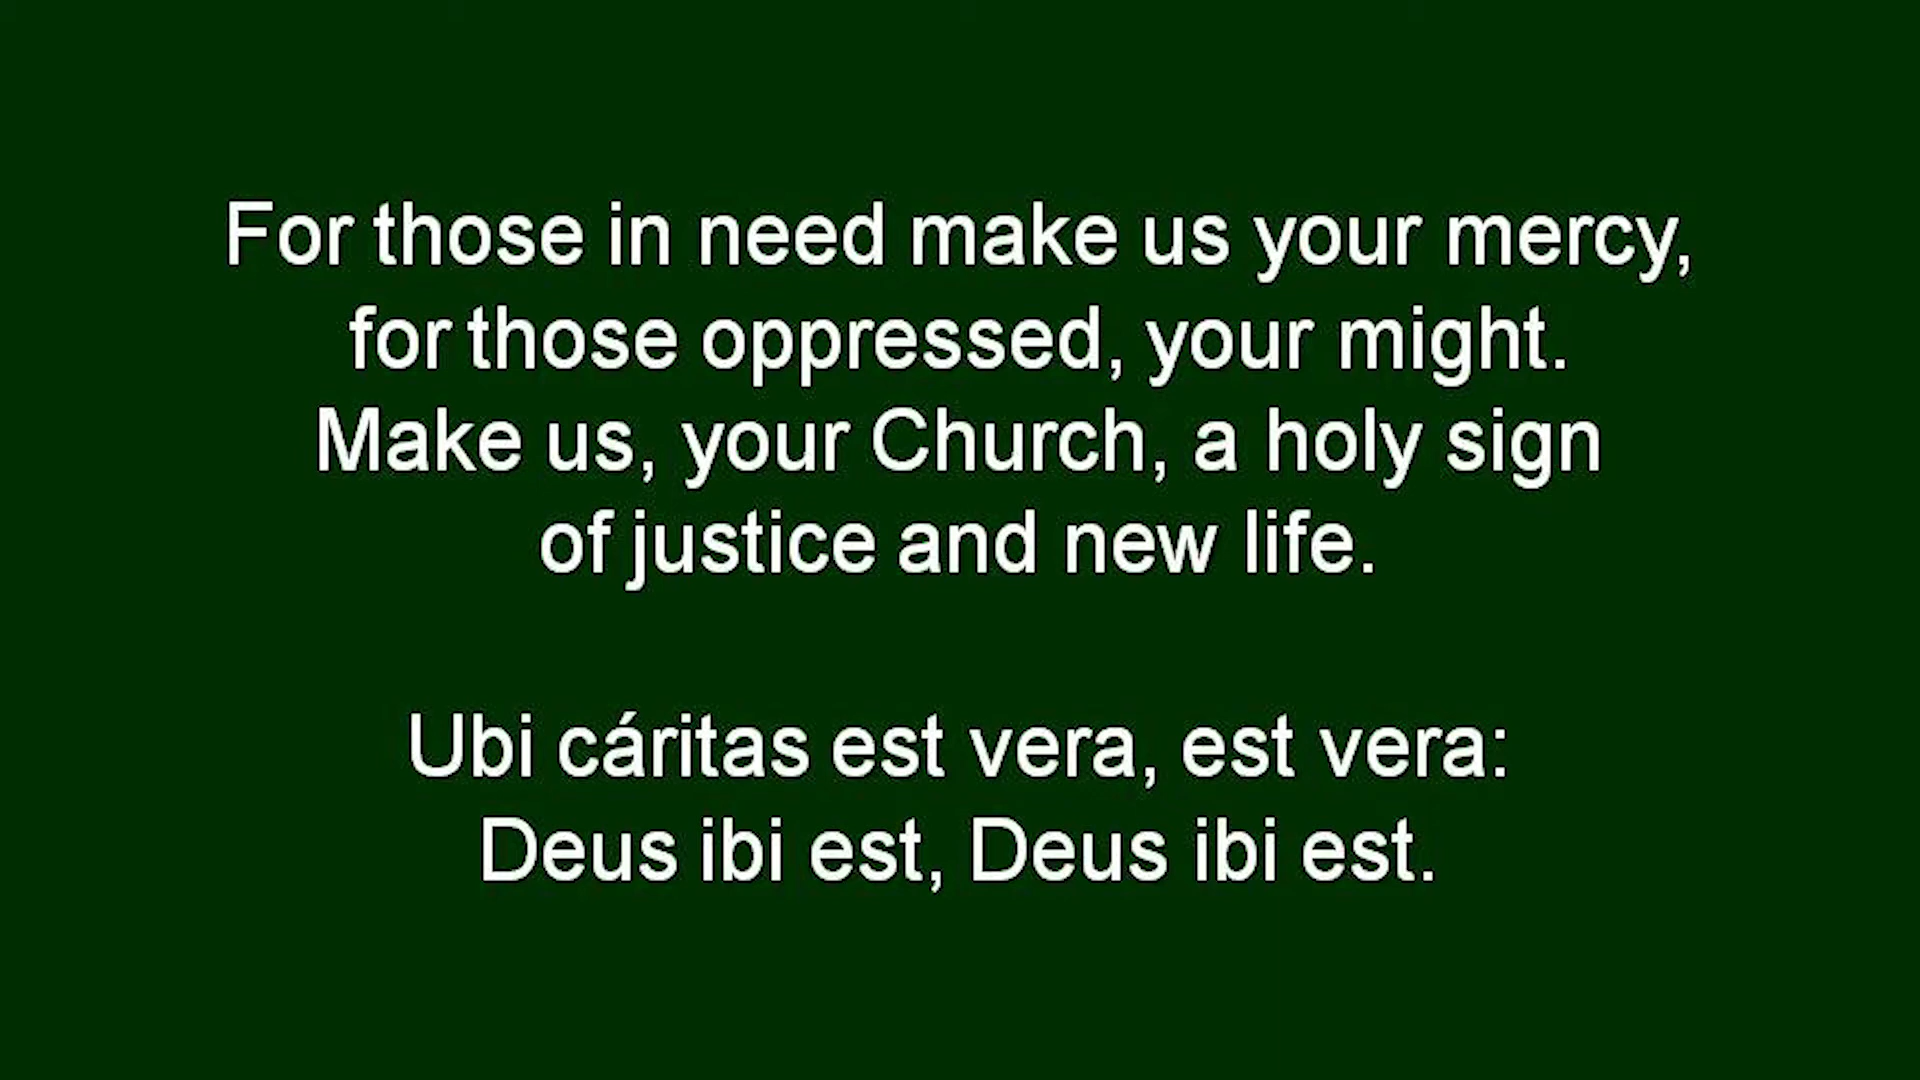 For those in need make us your mercy,
for those oppressed, your might.
Make us, your Church, a holy sign
of justice and new life.
Ubi cáritas est vera, est vera:
Deus ibi est, Deus ibi est.